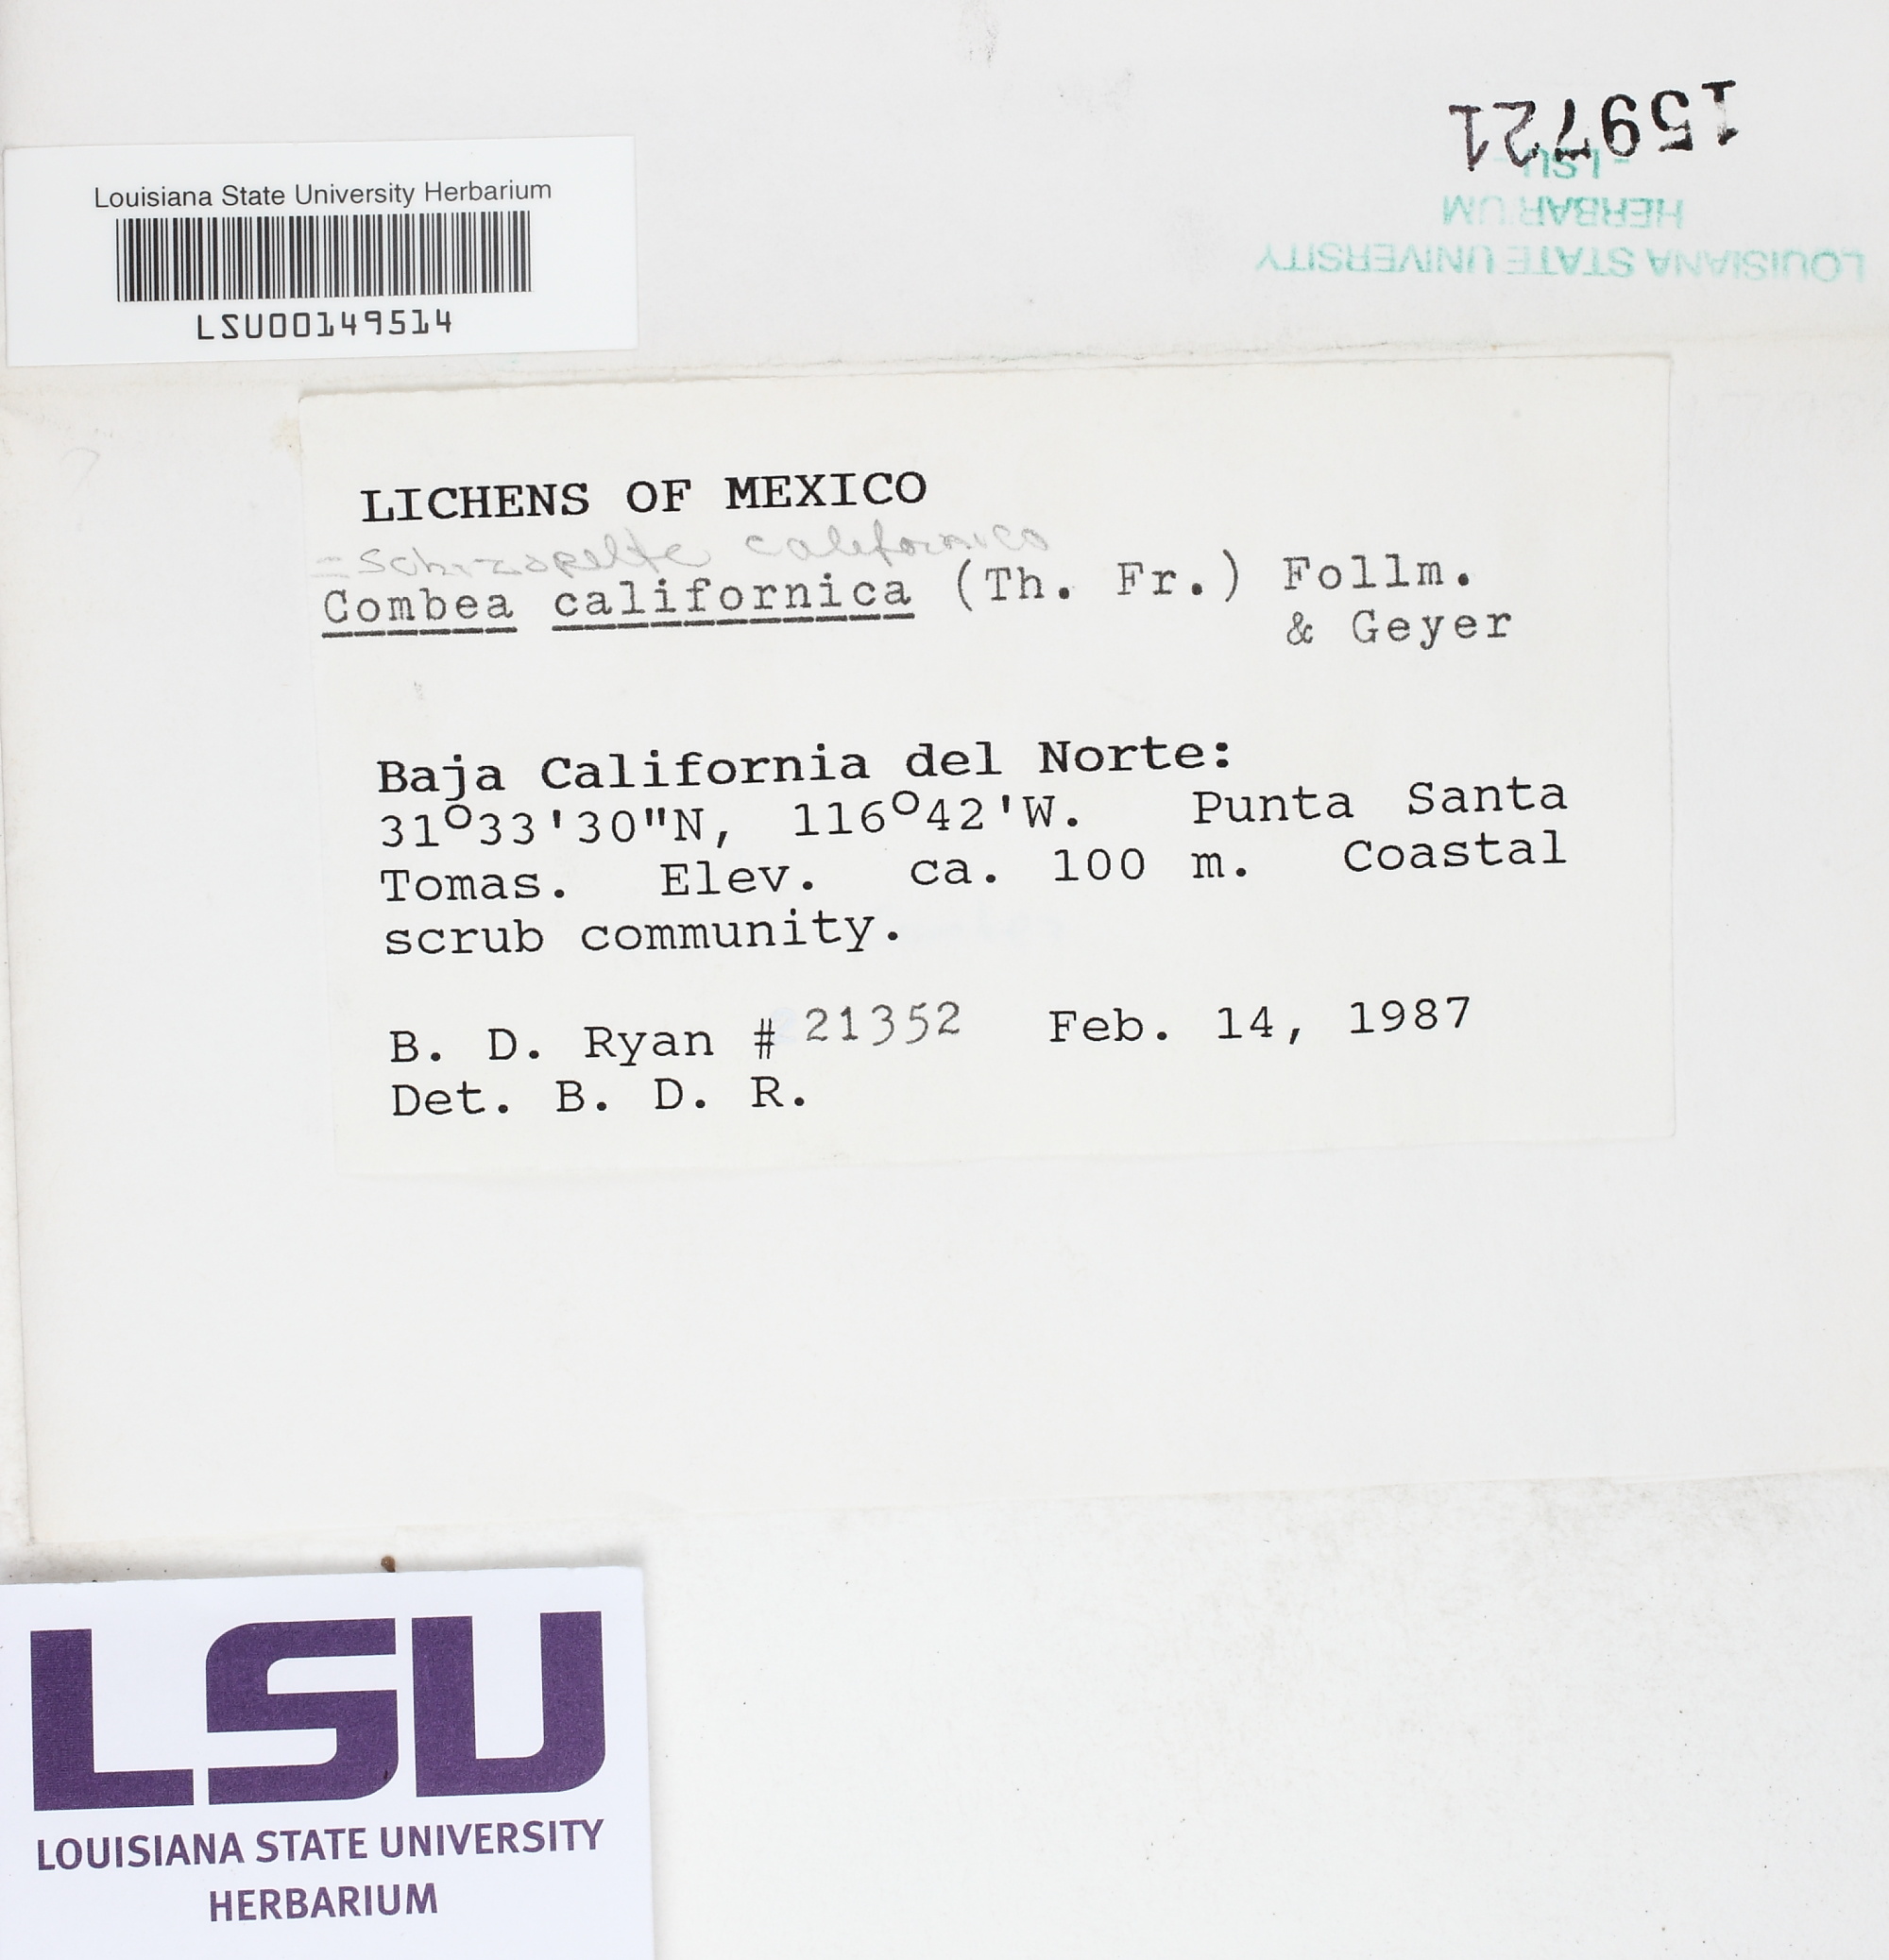 159721
- LSU -
HERBARIUM
LOUISIANA STATE UNIVERSITY
Louisiana State University Herbarium
LSU00149514
LICHENS OF MEXICO
= Schizopelte californica
Combea californica (Th. Fr.) Follm.
& Geyer
Baja California del Norte:
31°33'30"N, 116°42'W. Punta Santa
Tomas. Elev. ca. 100 m. Coastal
scrub community.
B. D. Ryan # 21352 Feb. 14, 1987
Det. B. D. R.
LSU
LOUISIANA STATE UNIVERSITY
HERBARIUM